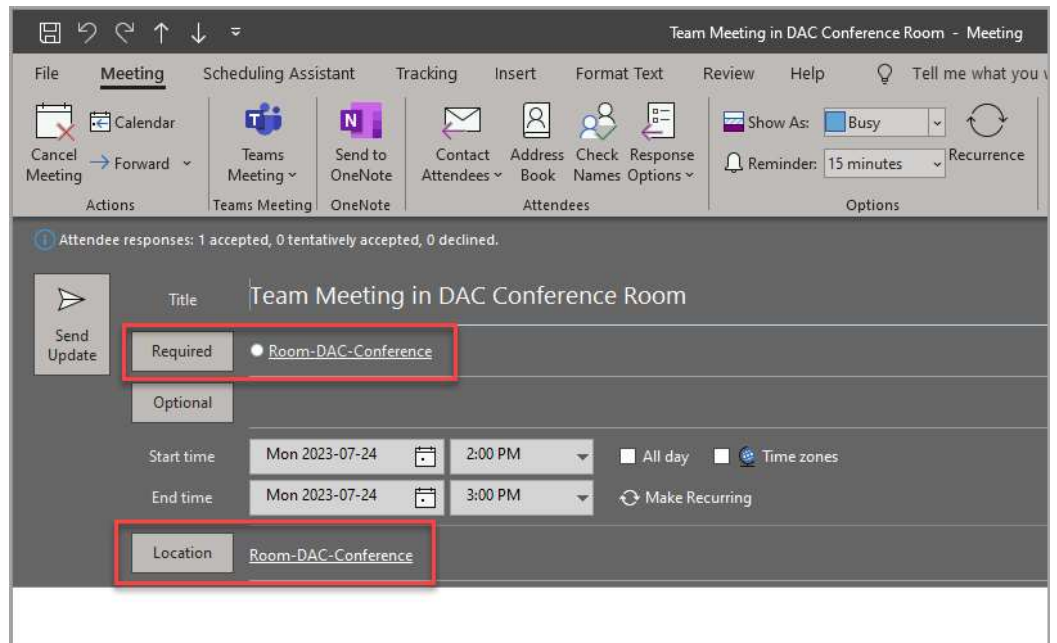 Team Meeting in DAC Conference Room - Meeting
File Meeting Scheduling Assistant Tracking Insert Format Text Review Help Tell me what you
Cancel Meeting
Calendar
Forward
Actions
Teams Meeting
Teams Meeting
Send to OneNote
OneNote
Contact Attendees
Address Book
Check Names
Response Options
Attendees
Show As: Busy
Reminder: 15 minutes
Recurrence
Options
Attendee responses: 1 accepted, 0 tentatively accepted, 0 declined.
Send Update
Title Team Meeting in DAC Conference Room
Required Room-DAC-Conference
Optional
Start time Mon 2023-07-24 2:00 PM All day Time zones
End time Mon 2023-07-24 3:00 PM Make Recurring
Location Room-DAC-Conference